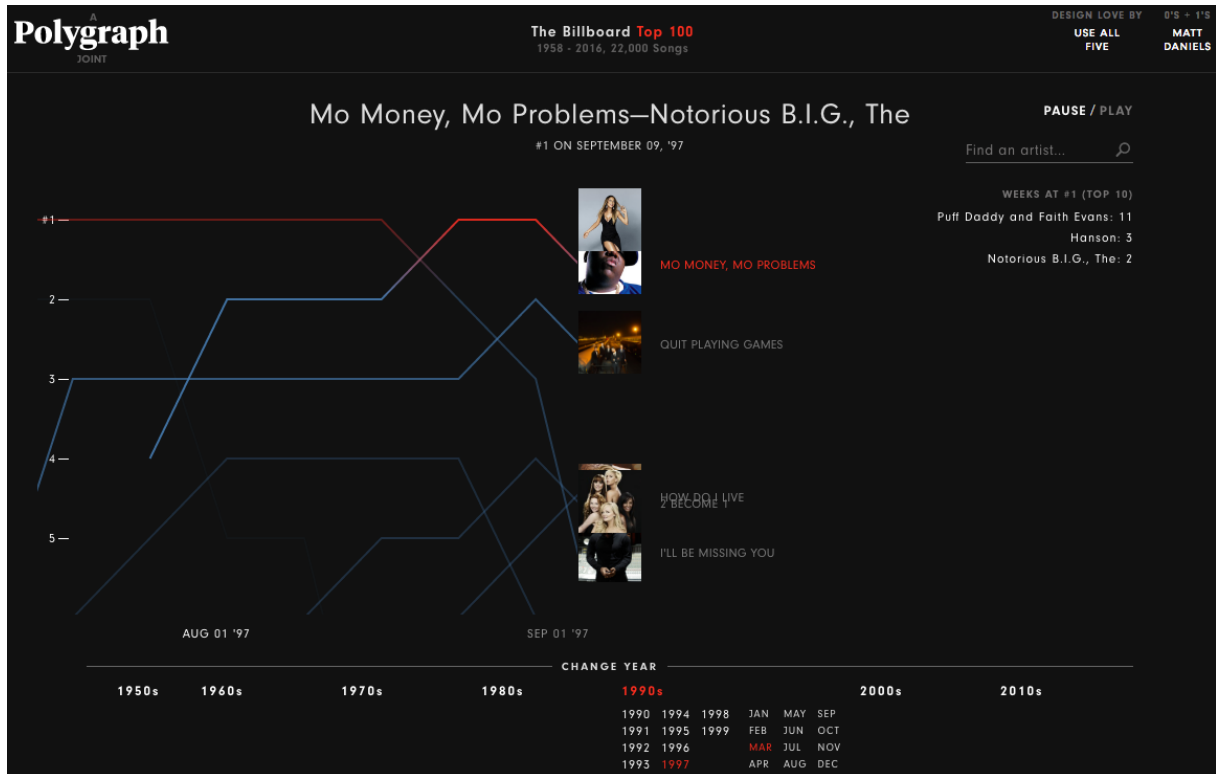 A
Polygraph
JOINT
The Billboard Top 100
1958 - 2016, 22,000 Songs
DESIGN LOVE BY
USE ALL
FIVE
0'S + 1'S
MATT
DANIELS
Mo Money, Mo Problems—Notorious B.I.G., The
#1 ON SEPTEMBER 09, '97
PAUSE / PLAY
Find an artist...
WEEKS AT #1 (TOP 10)
Puff Daddy and Faith Evans: 11
Hanson: 3
Notorious B.I.G., The: 2
#1
2
3
4
5
MO MONEY, MO PROBLEMS
QUIT PLAYING GAMES
HOW DO I LIVE
2 BECOME 1
I'LL BE MISSING YOU
AUG 01 '97
SEP 01 '97
CHANGE YEAR
1950s 1960s 1970s 1980s 1990s 2000s 2010s
1990 1994 1998 JAN MAY SEP
1991 1995 1999 FEB JUN OCT
1992 1996 MAR JUL NOV
1993 1997 APR AUG DEC